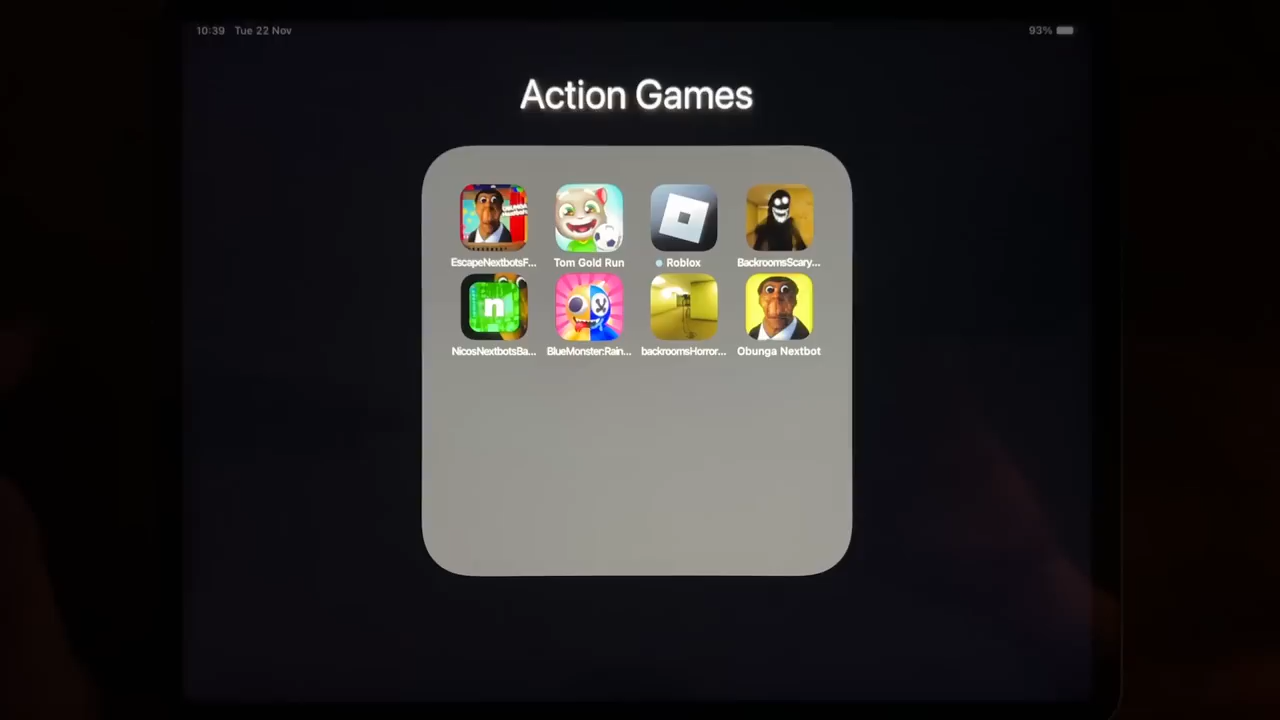 10:39 Tue 22 Nov
93%
Action Games
EscapeNextbotsF...
Tom Gold Run
Roblox
BackroomsScary...
n
NicosNextbotsBa...
BlueMonster:Rain...
backroomsHorror...
Obunga Nextbot